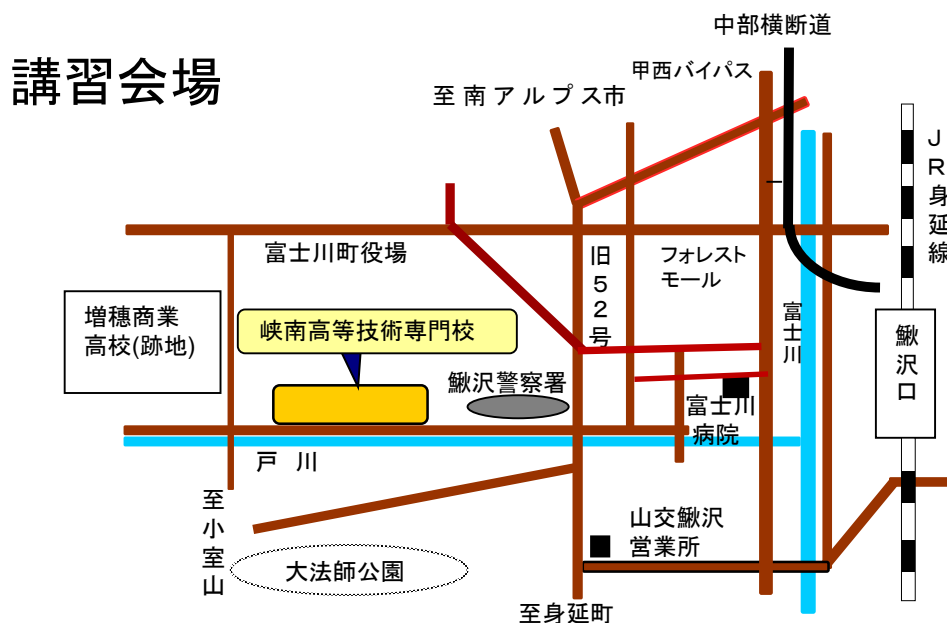 中部横断道
講習会場
甲西バイパス
至南アルプス市
JR身延線
富士川町役場
旧52号
フォレスト
モール
増穂商業
高校(跡地)
峡南高等技術専門校
富士川
鰍沢口
鰍沢警察署
富士川
病院
戸 川
至小室山
山交鰍沢
営業所
大法師公園
至身延町